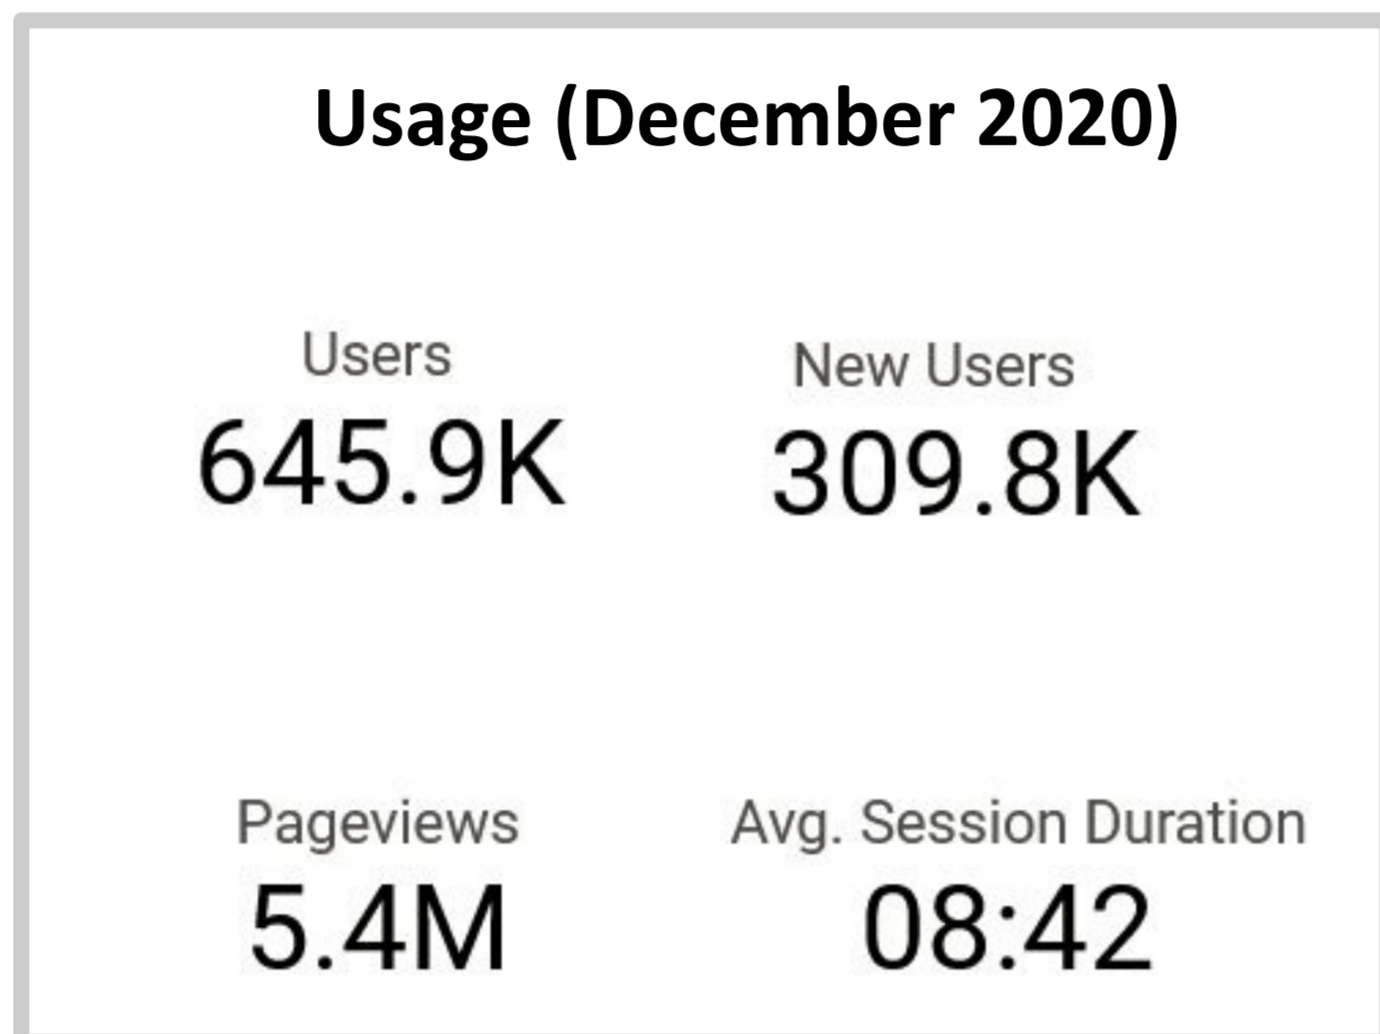 Usage (December 2020)
Users
645.9K
New Users
309.8K
Pageviews
5.4M
Avg. Session Duration
08:42